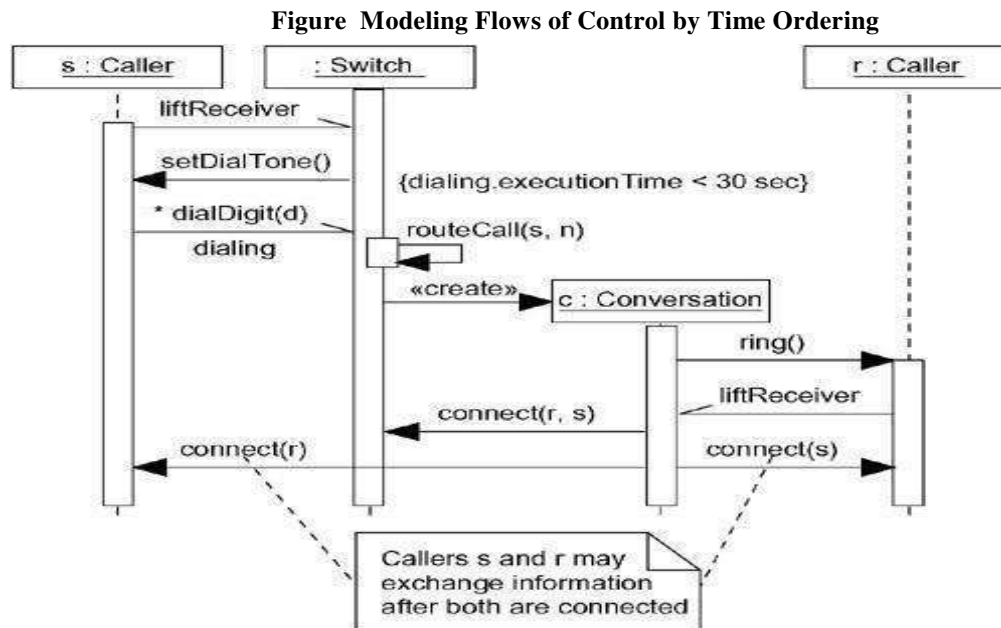 Figure Modeling Flows of Control by Time Ordering
s : Caller
: Switch
r : Caller
liftReceiver
setDialTone()
{dialing.executionTime < 30 sec}
* dialDigit(d)
dialing
routeCall(s, n)
«create»
c : Conversation
ring()
liftReceiver
connect(r, s)
connect(r)
connect(s)
Callers s and r may
exchange information
after both are connected